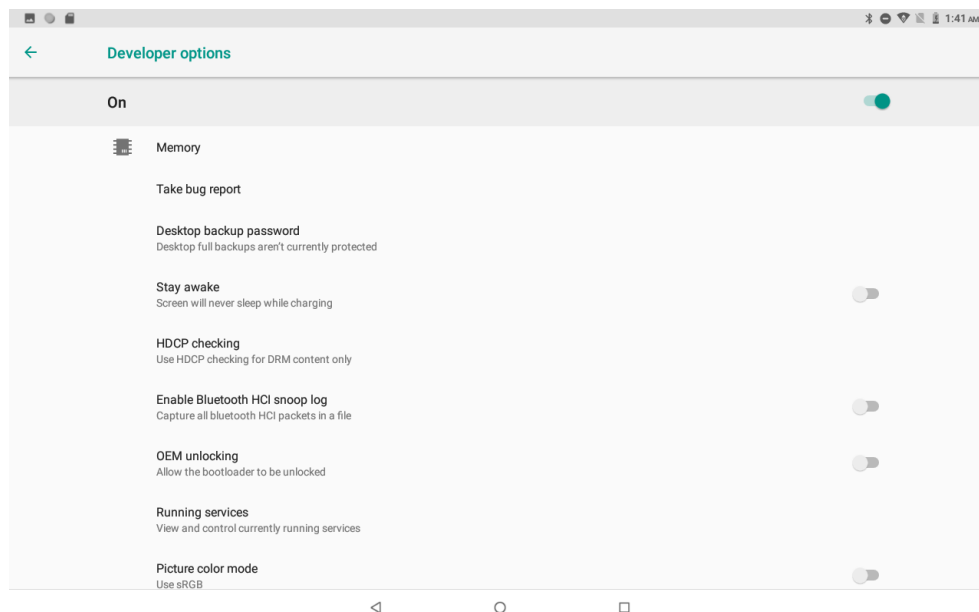 1:41 AM
Developer options
On
Memory
Take bug report
Desktop backup password
Desktop full backups aren't currently protected
Stay awake
Screen will never sleep while charging
HDCP checking
Use HDCP checking for DRM content only
Enable Bluetooth HCI snoop log
Capture all bluetooth HCI packets in a file
OEM unlocking
Allow the bootloader to be unlocked
Running services
View and control currently running services
Picture color mode
Use sRGB